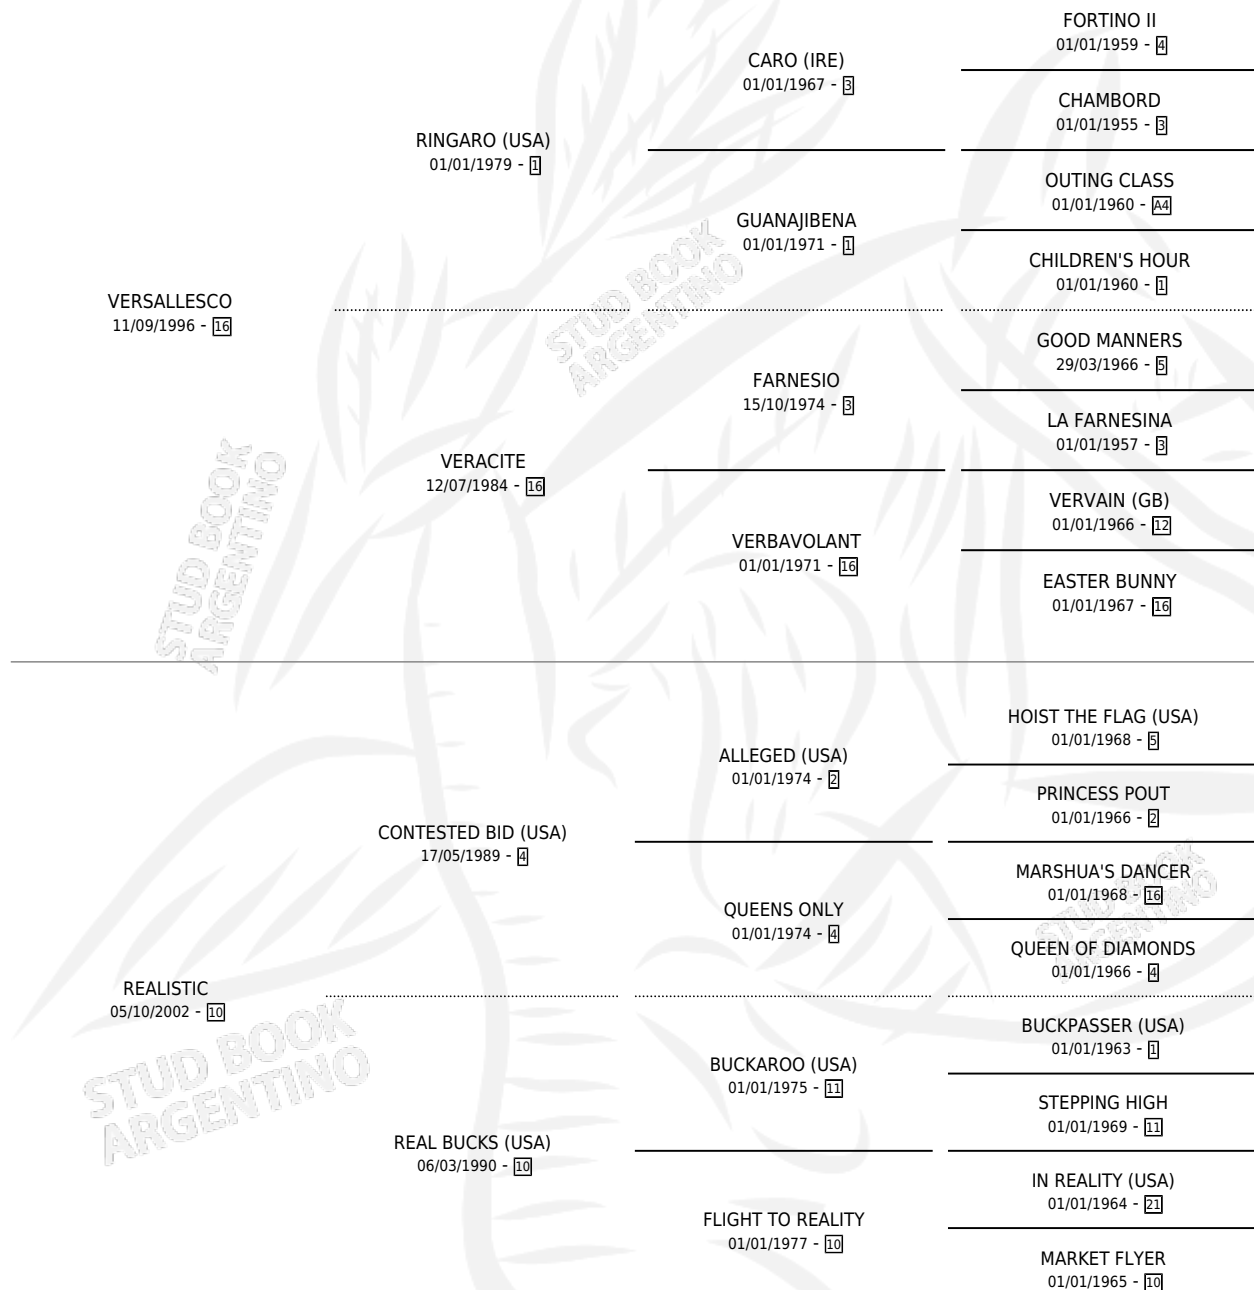 FORTINO II
01/01/1959 - 4
CARO (IRE)
01/01/1967 - 3
CHAMBORD
01/01/1955 - 3
RINGARO (USA)
01/01/1979 - 1
OUTING CLASS
01/01/1960 - A4
GUANAJIBENA
01/01/1971 - 1
CHILDREN'S HOUR
01/01/1960 - 1
VERSALLESCO
11/09/1996 - 16
STUD BOOK
ARGENTINO
GOOD MANNERS
29/03/1966 - 5
FARNESIO
15/10/1974 - 3
LA FARNESINA
01/01/1957 - 3
VERACITE
12/07/1984 - 16
VERVAIN (GB)
01/01/1966 - 12
VERBAVOLANT
01/01/1971 - 16
EASTER BUNNY
01/01/1967 - 16
STUD BOOK
ARGENTINO
HOIST THE FLAG (USA)
01/01/1968 - 5
ALLEGED (USA)
01/01/1974 - 2
PRINCESS POUT
01/01/1966 - 2
CONTESTED BID (USA)
17/05/1989 - 4
MARSHUA'S DANCER
01/01/1968 - 16
STUD BOOK
ARGENTINO
QUEENS ONLY
01/01/1974 - 4
QUEEN OF DIAMONDS
01/01/1966 - 4
REALISTIC
05/10/2002 - 10
STUD BOOK
ARGENTINO
BUCKPASSER (USA)
01/01/1963 - 1
BUCKAROO (USA)
01/01/1975 - 11
STEPPING HIGH
01/01/1969 - 11
REAL BUCKS (USA)
06/03/1990 - 10
IN REALITY (USA)
01/01/1964 - 21
FLIGHT TO REALITY
01/01/1977 - 10
MARKET FLYER
01/01/1965 - 10